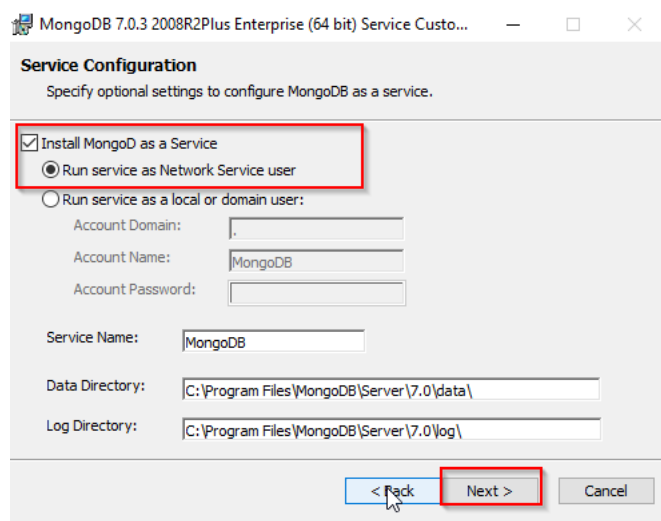 MongoDB 7.0.3 2008R2Plus Enterprise (64 bit) Service Custo...
Service Configuration
Specify optional settings to configure MongoDB as a service.
Install MongoD as a Service
Run service as Network Service user
Run service as a local or domain user:
Account Domain: .
Account Name: MongoDB
Account Password:
Service Name: MongoDB
Data Directory: C:\Program Files\MongoDB\Server\7.0\data\
Log Directory: C:\Program Files\MongoDB\Server\7.0\log\
< Back Next > Cancel